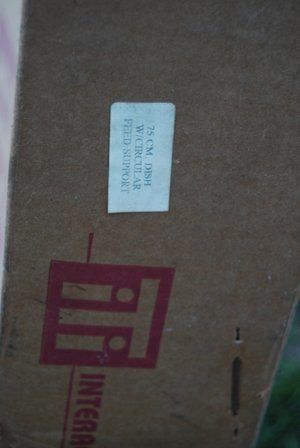 75 CM. DISH
W/CIRCULAR
FEED SUPPORT
INTERA